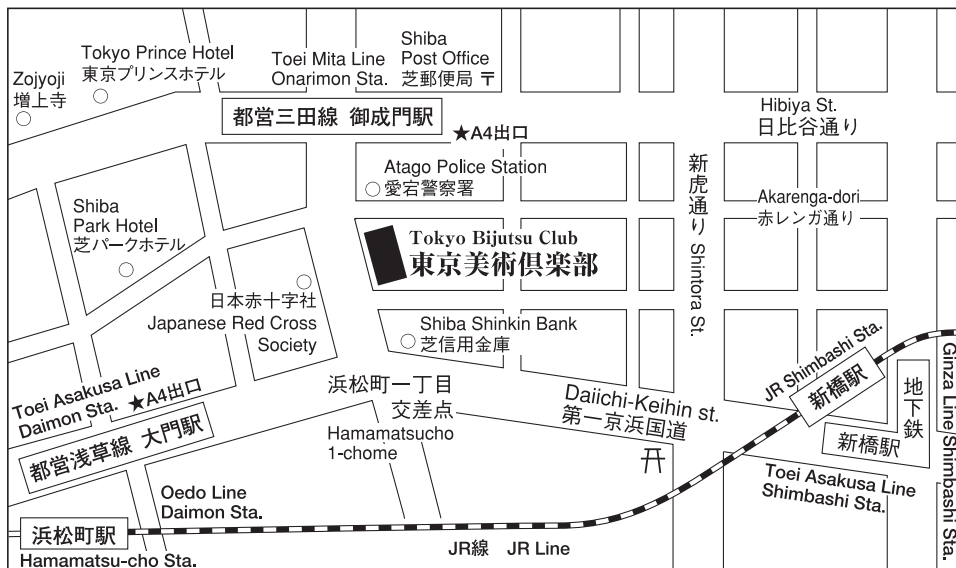 Zojyoji
増上寺
Tokyo Prince Hotel
東京プリンスホテル
Toei Mita Line
Onarimon Sta.
Shiba
Post Office
芝郵便局 〒
都営三田線 御成門駅
★A4出口
Hibiya St.
日比谷通り
Atago Police Station
愛宕警察署
新虎通り Shintora St.
Akarenga-dori
赤レンガ通り
Shiba
Park Hotel
芝パークホテル
Tokyo Bijutsu Club
東京美術倶楽部
日本赤十字社
Japanese Red Cross
Society
Shiba Shinkin Bank
芝信用金庫
Toei Asakusa Line
Daimon Sta. ★A4出口
都営浅草線 大門駅
浜松町一丁目
交差点
Hamamatsucho
1-chome
Daiichi-Keihin st.
第一京浜国道
JR Shimbashi Sta.
新橋駅
地下鉄
新橋駅
Ginza Line Shimbashi Sta.
Toei Asakusa Line
Shimbashi Sta.
Oedo Line
Daimon Sta.
浜松町駅
Hamamatsu-cho Sta.
JR線 JR Line